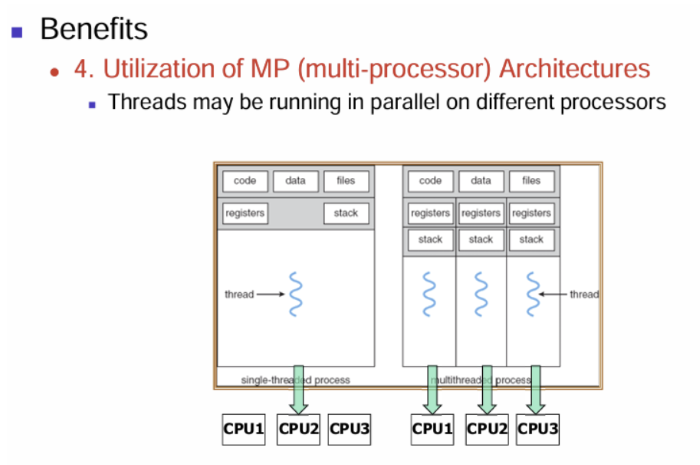 Benefits
4. Utilization of MP (multi-processor) Architectures
Threads may be running in parallel on different processors
code data files
registers stack
thread
single-threaded process
code data files
registers registers registers
stack stack stack
thread
multithreaded process
CPU1 CPU2 CPU3
CPU1 CPU2 CPU3